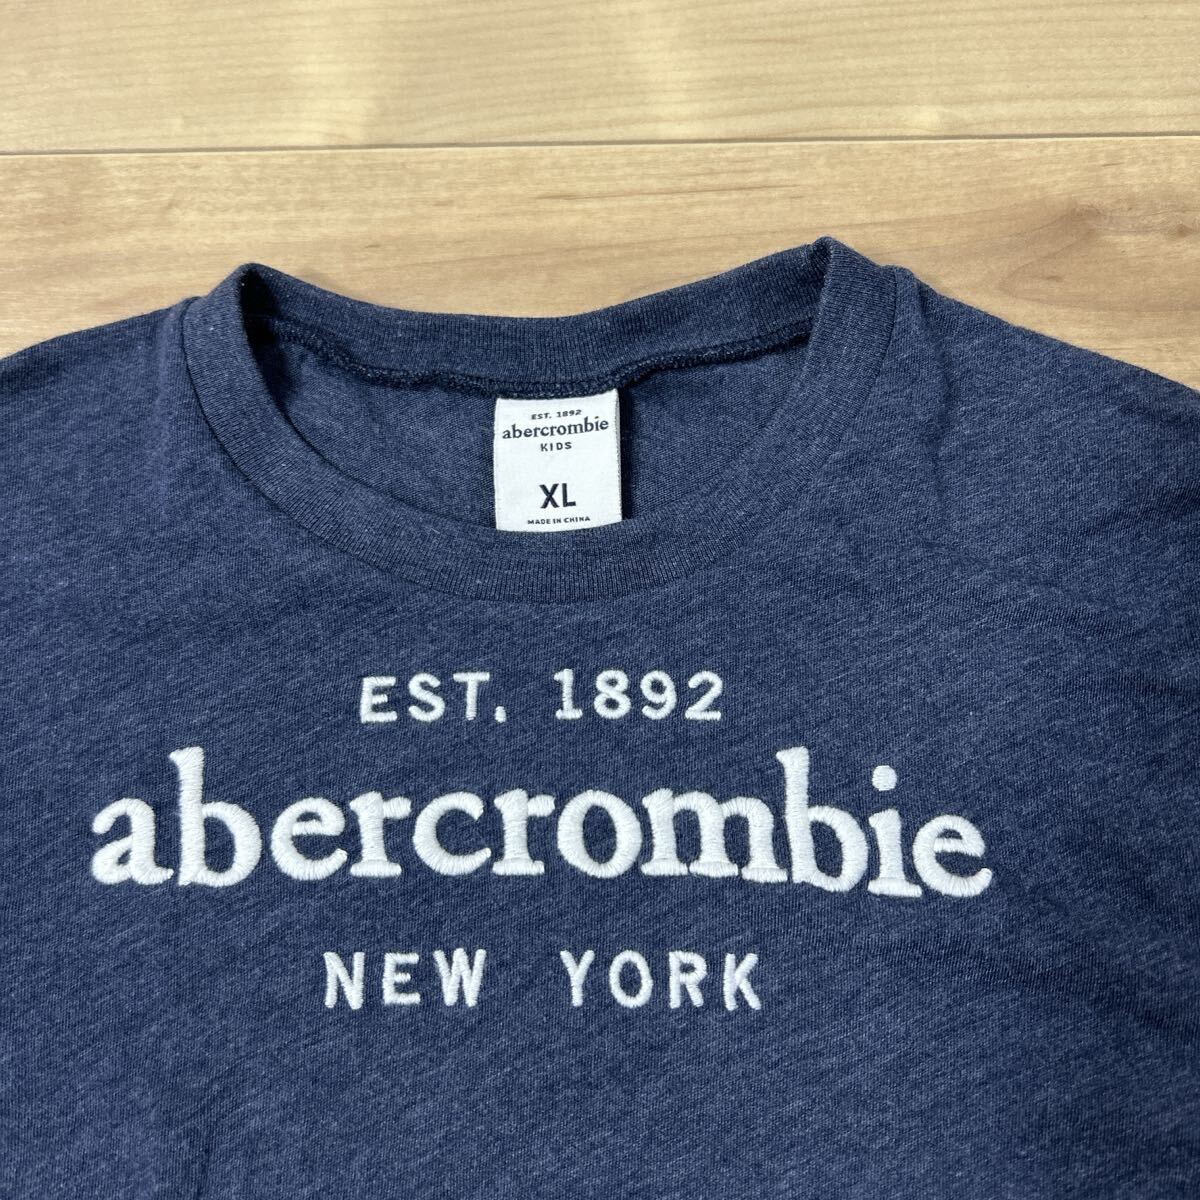 EST. 1892
abercrombie
KIDS
XL
MADE IN CHINA
EST. 1892
abercrombie
NEW YORK